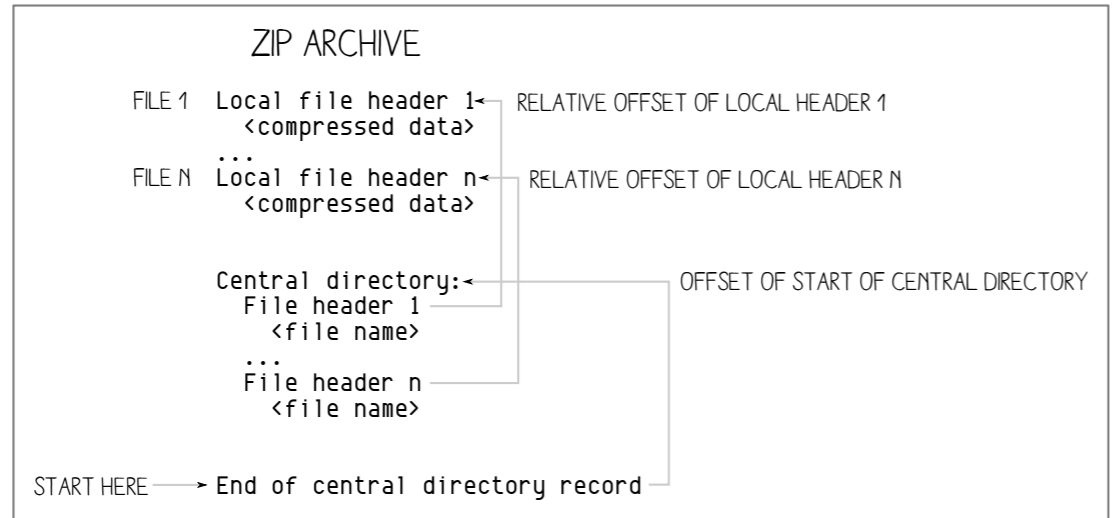 ZIP ARCHIVE
FILE 1 Local file header 1 RELATIVE OFFSET OF LOCAL HEADER 1
<compressed data>
...
FILE N Local file header n RELATIVE OFFSET OF LOCAL HEADER N
<compressed data>
Central directory: OFFSET OF START OF CENTRAL DIRECTORY
File header 1
<file name>
...
File header n
<file name>
START HERE End of central directory record